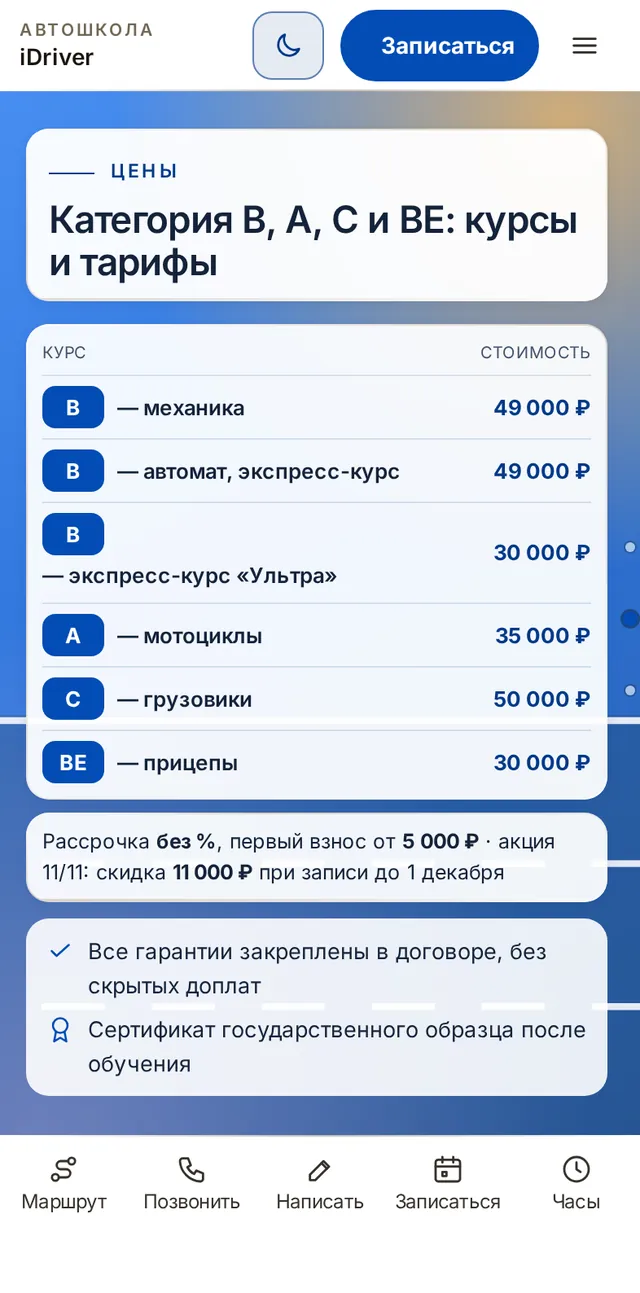 АВТОШКОЛА
iDriver
Записаться
ЦЕНЫ
Категория B, A, C и BE: курсы
и тарифы
КУРС СТОИМОСТЬ
B — механика 49 000 ₽
B — автомат, экспресс-курс 49 000 ₽
B
— экспресс-курс «Ультра» 30 000 ₽
A — мотоциклы 35 000 ₽
C — грузовики 50 000 ₽
BE — прицепы 30 000 ₽
Рассрочка без %, первый взнос от 5 000 ₽ · акция
11/11: скидка 11 000 ₽ при записи до 1 декабря
Все гарантии закреплены в договоре, без
скрытых доплат
Сертификат государственного образца после
обучения
Маршрут Позвонить Написать Записаться Часы